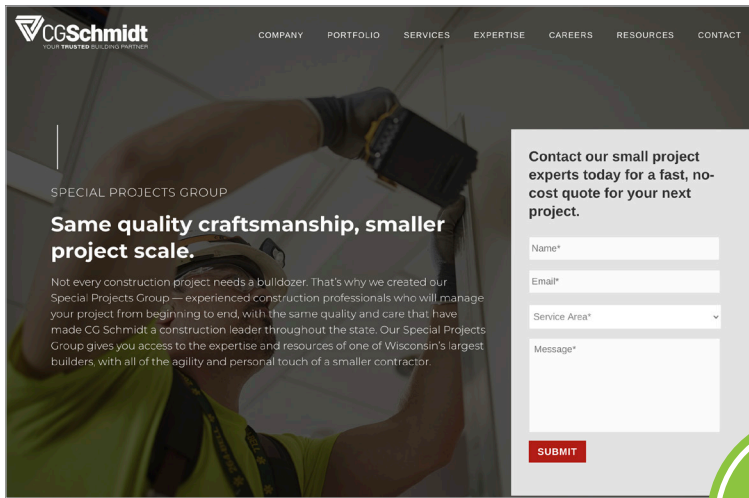 CGSchmidt
YOUR TRUSTED BUILDING PARTNER
COMPANY PORTFOLIO SERVICES EXPERTISE CAREERS RESOURCES CONTACT
SPECIAL PROJECTS GROUP
Same quality craftsmanship, smaller
project scale.
Not every construction project needs a bulldozer. That's why we created our
Special Projects Group — experienced construction professionals who will manage
your project from beginning to end, with the same quality and care that have
made CG Schmidt a construction leader throughout the state. Our Special Projects
Group gives you access to the expertise and resources of one of Wisconsin's largest
builders, with all of the agility and personal touch of a smaller contractor.
Contact our small project
experts today for a fast, no-
cost quote for your next
project.
Name*
Email*
Service Area*
Message*
SUBMIT